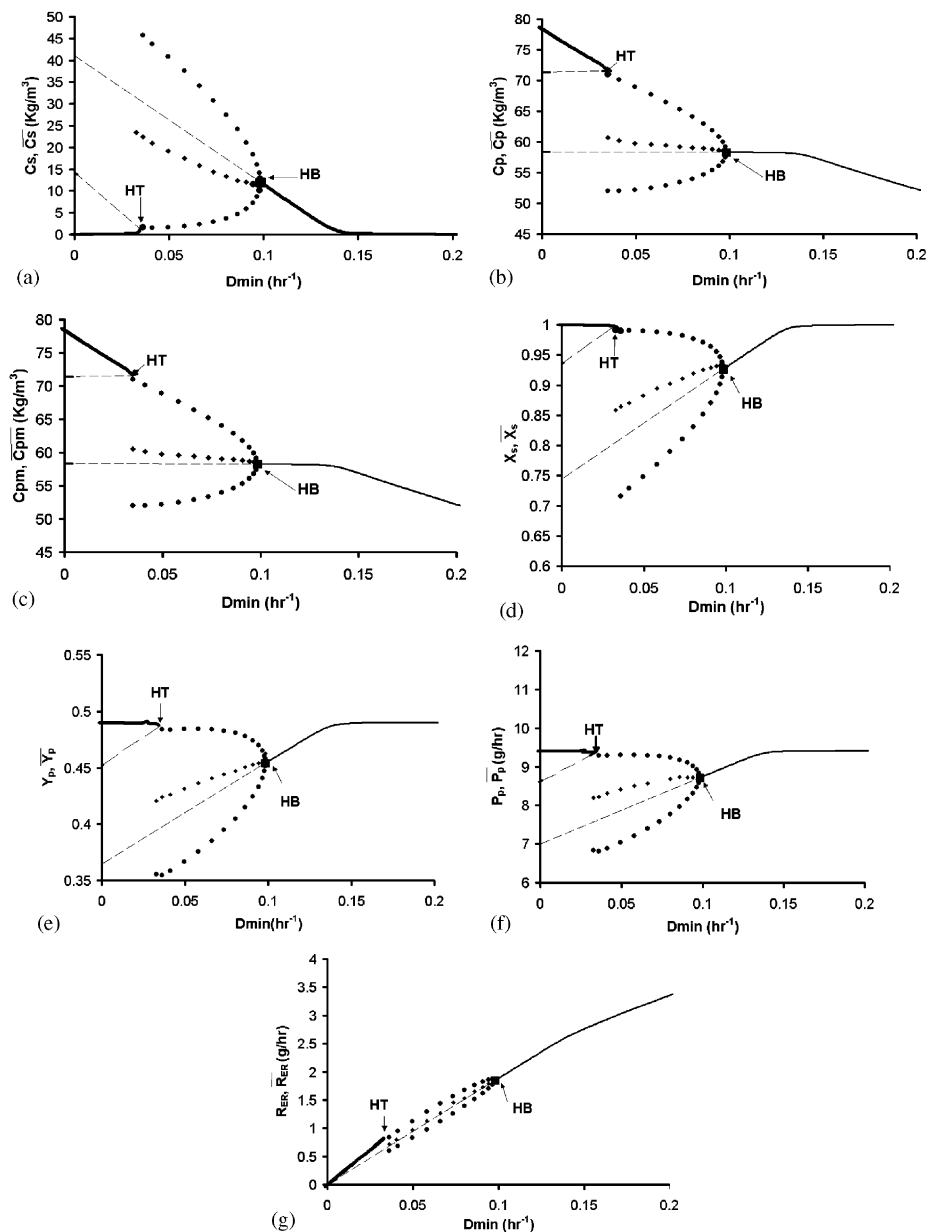 50
45
40
35
30
25
20
15
10
5
0
Cs, C̅s̅ (Kg/m³)
HT
HB
0 0.05 0.1 0.15 0.2
Dmin (hr⁻¹)
(a)
80
75
70
65
60
55
50
45
Cp, C̅p̅ (Kg/m³)
HT
HB
0 0.05 0.1 0.15 0.2
Dmin (hr⁻¹)
(b)
80
75
70
65
60
55
50
45
Cpm, C̅p̅m̅ (Kg/m³)
HT
HB
0 0.05 0.1 0.15 0.2
Dmin (hr⁻¹)
(c)
1
0.95
0.9
0.85
0.8
0.75
0.7
0.65
0.6
Xₛ, X̅ₛ
HT
HB
0 0.05 0.1 0.15 0.2
Dmin (hr⁻¹)
(d)
0.55
0.5
0.45
0.4
0.35
Yₚ, Y̅ₚ
HT
HB
0 0.05 0.1 0.15 0.2
Dmin(hr⁻¹)
(e)
12
11
10
9
8
7
6
Pₚ, P̅ₚ (g/hr)
HT
HB
0 0.05 0.1 0.15 0.2
Dmin (hr⁻¹)
(f)
4
3.5
3
2.5
2
1.5
1
0.5
0
R_ER, R̅_ER (g/hr)
HT
HB
0 0.05 0.1 0.15 0.2
Dmin (hr⁻¹)
(g)